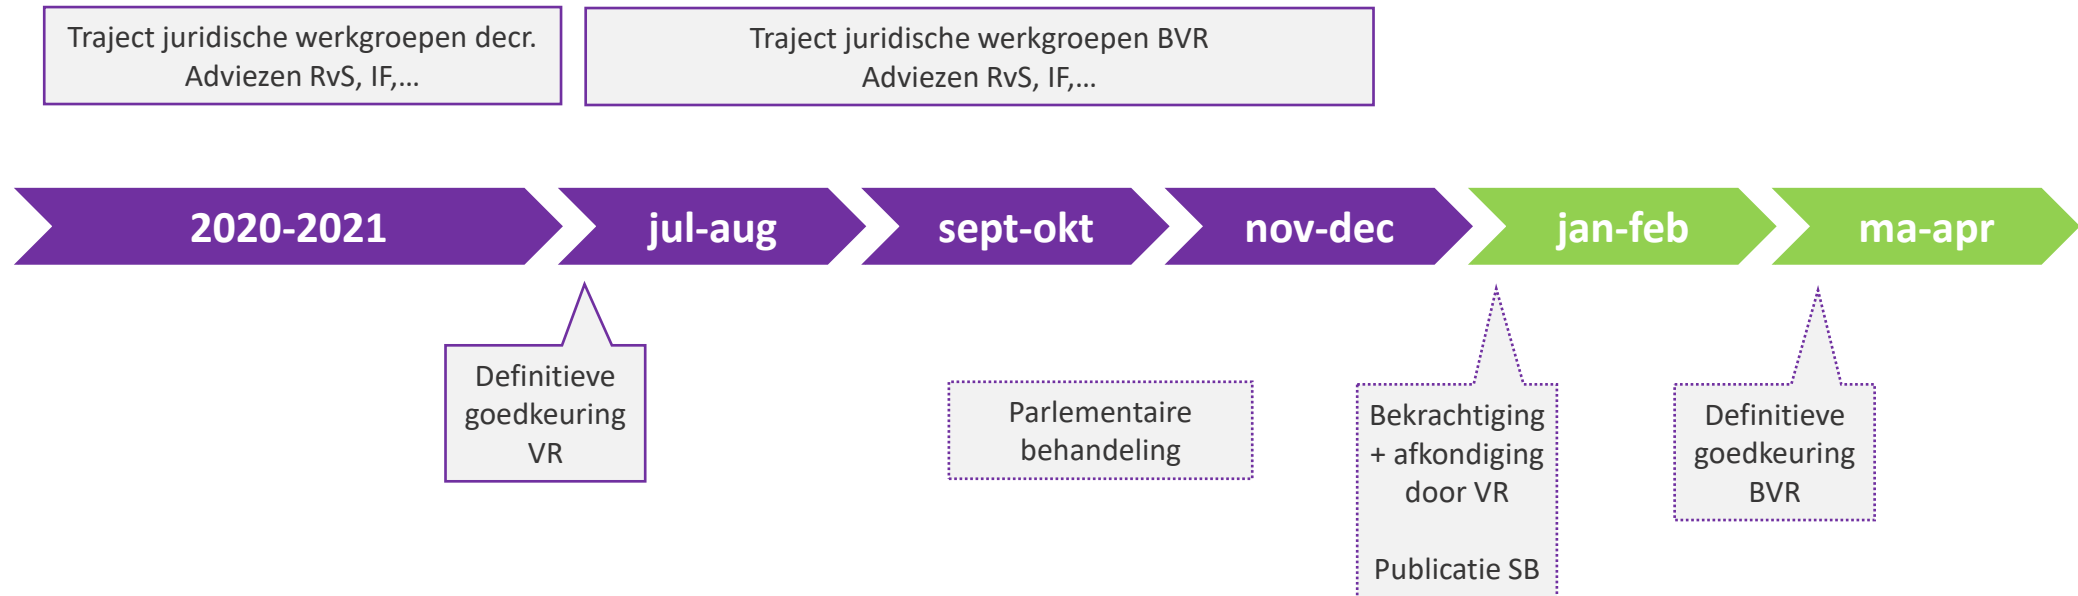 Traject juridische werkgroepen decr.
Adviezen RvS, IF,...
Traject juridische werkgroepen BVR
Adviezen RvS, IF,...
2020-2021
jul-aug
sept-okt
nov-dec
jan-feb
ma-apr
Definitieve
goedkeuring
VR
Parlementaire
behandeling
Bekrachtiging
+ afkondiging
door VR
Publicatie SB
Definitieve
goedkeuring
BVR